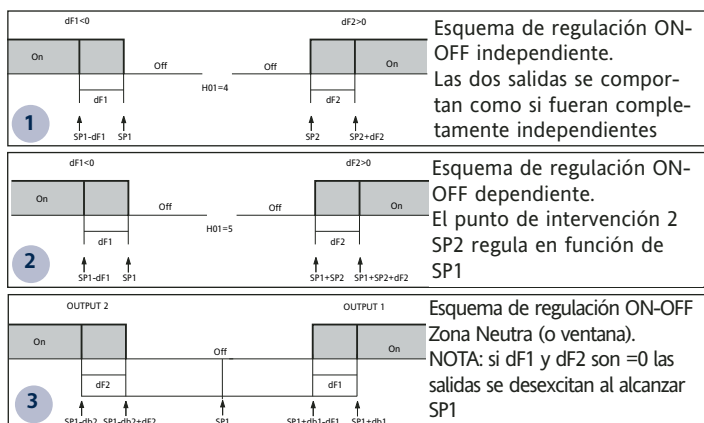 dF1<0
dF2>0
On
Off
H01=4
Off
On
dF1
dF2
1
SP1-dF1
SP1
SP2
SP2+dF2
Esquema de regulación ON-
OFF independiente.
Las dos salidas se compor-
tan como si fueran comple-
tamente independientes
dF1<0
dF2>0
On
Off
H01=5
Off
On
dF1
dF2
2
SP1-dF1
SP1
SP1+SP2
SP1+SP2+dF2
Esquema de regulación ON-
OFF dependiente.
El punto de intervención 2
SP2 regula en función de
SP1
OUTPUT 2
OUTPUT 1
On
Off
On
dF2
dF1
3
SP1-db2
SP1-db2+dF2
SP1
SP1+db1-dF1
SP1+db1
Esquema de regulación ON-OFF
Zona Neutra (o ventana).
NOTA: si dF1 y dF2 son =0 las
salidas se desexcitan al alcanzar
SP1